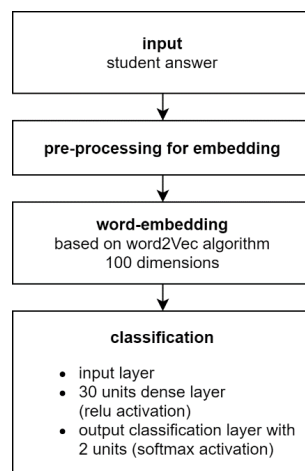 input
student answer
pre-processing for embedding
word-embedding
based on word2Vec algorithm
100 dimensions
classification
• input layer
• 30 units dense layer
(relu activation)
• output classification layer with
2 units (softmax activation)